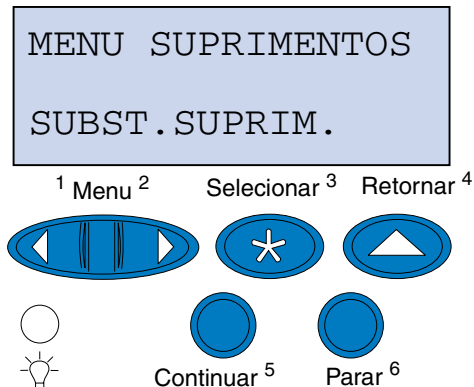 MENU SUPRIMENTOS
SUBST.SUPRIM.
1 Menu 2 Selecionar 3 Retornar 4
Continuar 5 Parar 6